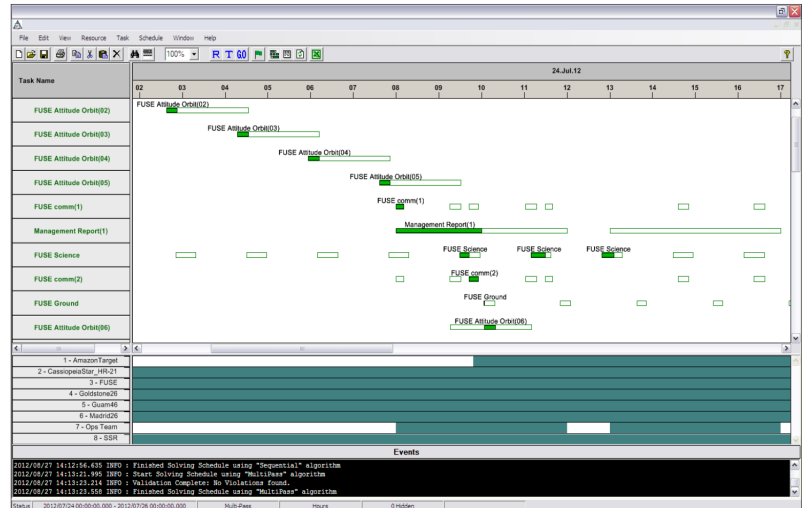 File Edit View Resource Task Schedule Window Help
100% R T GO
Task Name
24.Jul.12
02 03 04 05 06 07 08 09 10 11 12 13 14 15 16 17
FUSE Attitude Orbit(02)
FUSE Attitude Orbit(02)
FUSE Attitude Orbit(03)
FUSE Attitude Orbit(03)
FUSE Attitude Orbit(04)
FUSE Attitude Orbit(04)
FUSE Attitude Orbit(05)
FUSE Attitude Orbit(05)
FUSE comm(1)
FUSE comm(1)
Management Report(1)
Management Report(1)
FUSE Science
FUSE Science FUSE Science FUSE Science
FUSE comm(2)
FUSE comm(2)
FUSE Ground
FUSE Ground
FUSE Attitude Orbit(06)
FUSE Attitude Orbit(06)
1 - AmazonTarget
2 - CassiopeiaStar_HR-21
3 - FUSE
4 - Goldstone26
5 - Guam46
6 - Madrid26
7 - Ops Team
8 - SSR
Events
2012/08/27 14:12:56.635 INFO : Finished Solving Schedule using "Sequential" algorithm
2012/08/27 14:13:21.995 INFO : Start Solving Schedule using "MultiPass" algorithm
2012/08/27 14:13:23.214 INFO : Validation Complete: No Violations found.
2012/08/27 14:13:23.558 INFO : Finished Solving Schedule using "MultiPass" algorithm
Status 2012/07/24 00:00:00.000 - 2012/07/26 00:00:00.000 Multi-Pass Hours 0 Hidden